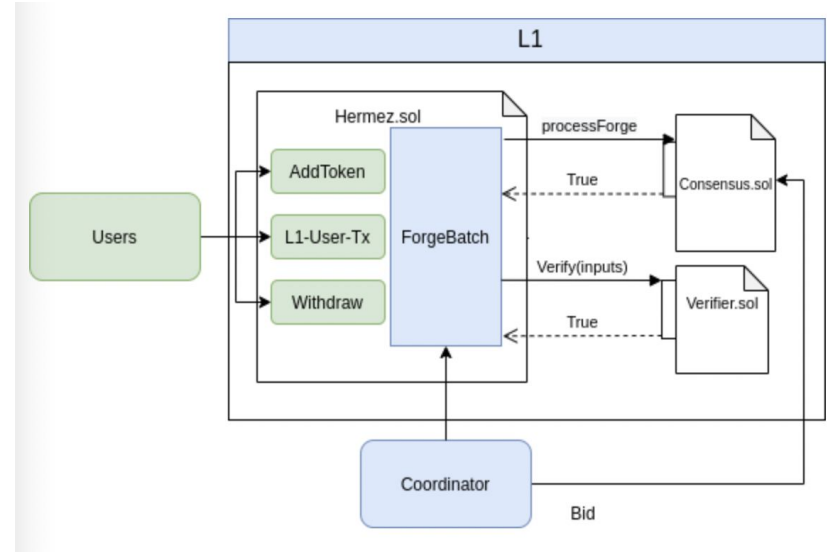 L1
Hermez.sol
processForge
AddToken
True
Consensus.sol
Users
L1-User-Tx
ForgeBatch
Verify(inputs)
Withdraw
Verifier.sol
True
Coordinator
Bid